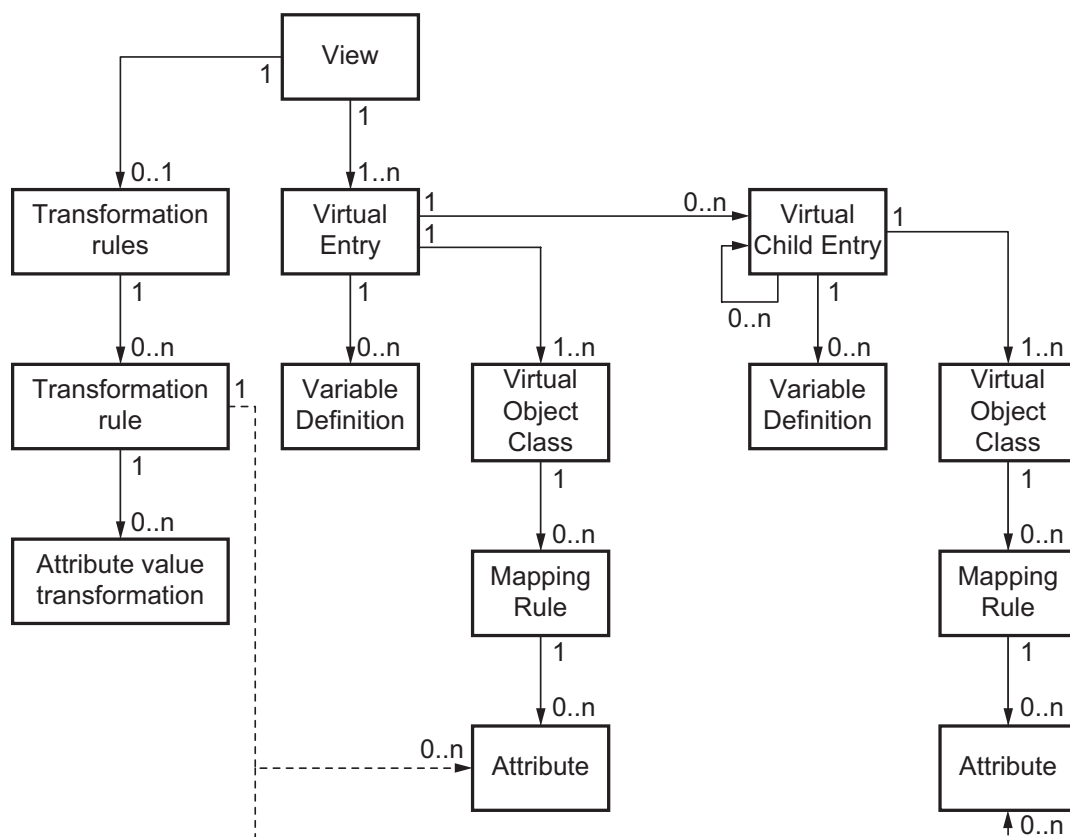 View
1
1
0..1
1..n
Transformation
rules
Virtual
Entry
1
0..n
1
Virtual
Child Entry
1
1
1
0..n
1
0..n
0..n
1..n
0..n
1..n
Transformation
rule
1
Variable
Definition
Virtual
Object
Class
Variable
Definition
Virtual
Object
Class
1
1
1
0..n
0..n
0..n
Attribute value
transformation
Mapping
Rule
Mapping
Rule
1
1
0..n
0..n
0..n
Attribute
Attribute
0..n